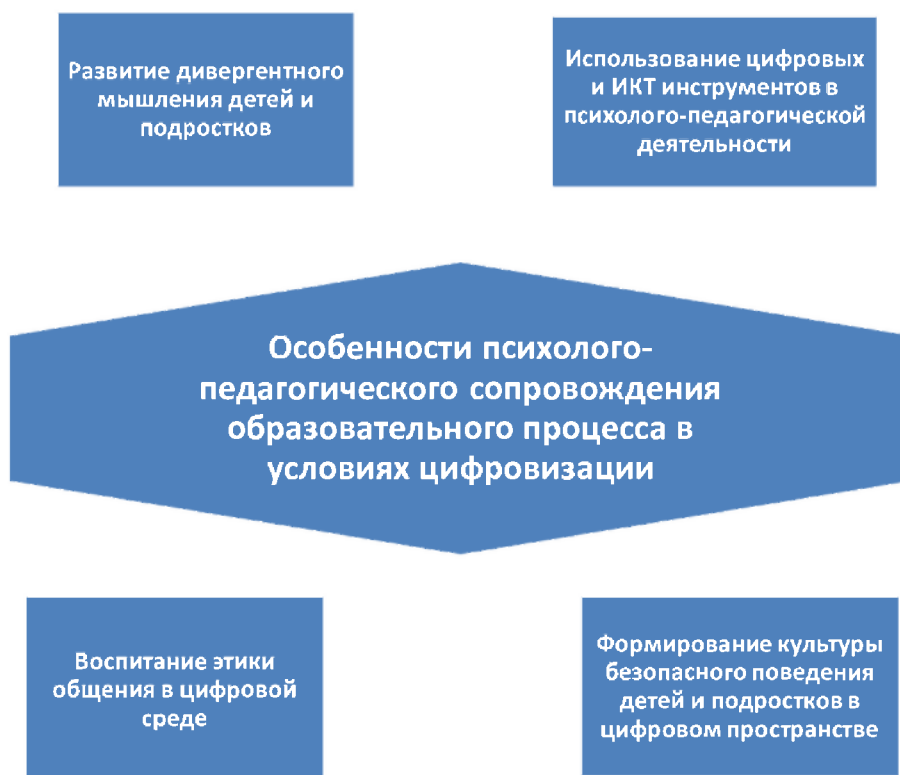 Развитие дивергентного
мышления детей и
подростков
Использование цифровых
и ИКТ инструментов в
психолого-педагогической
деятельности
Особенности психолого-
педагогического сопровождения
образовательного процесса в
условиях цифровизации
Воспитание этики
общения в цифровой
среде
Формирование культуры
безопасного поведения
детей и подростков в
цифровом пространстве